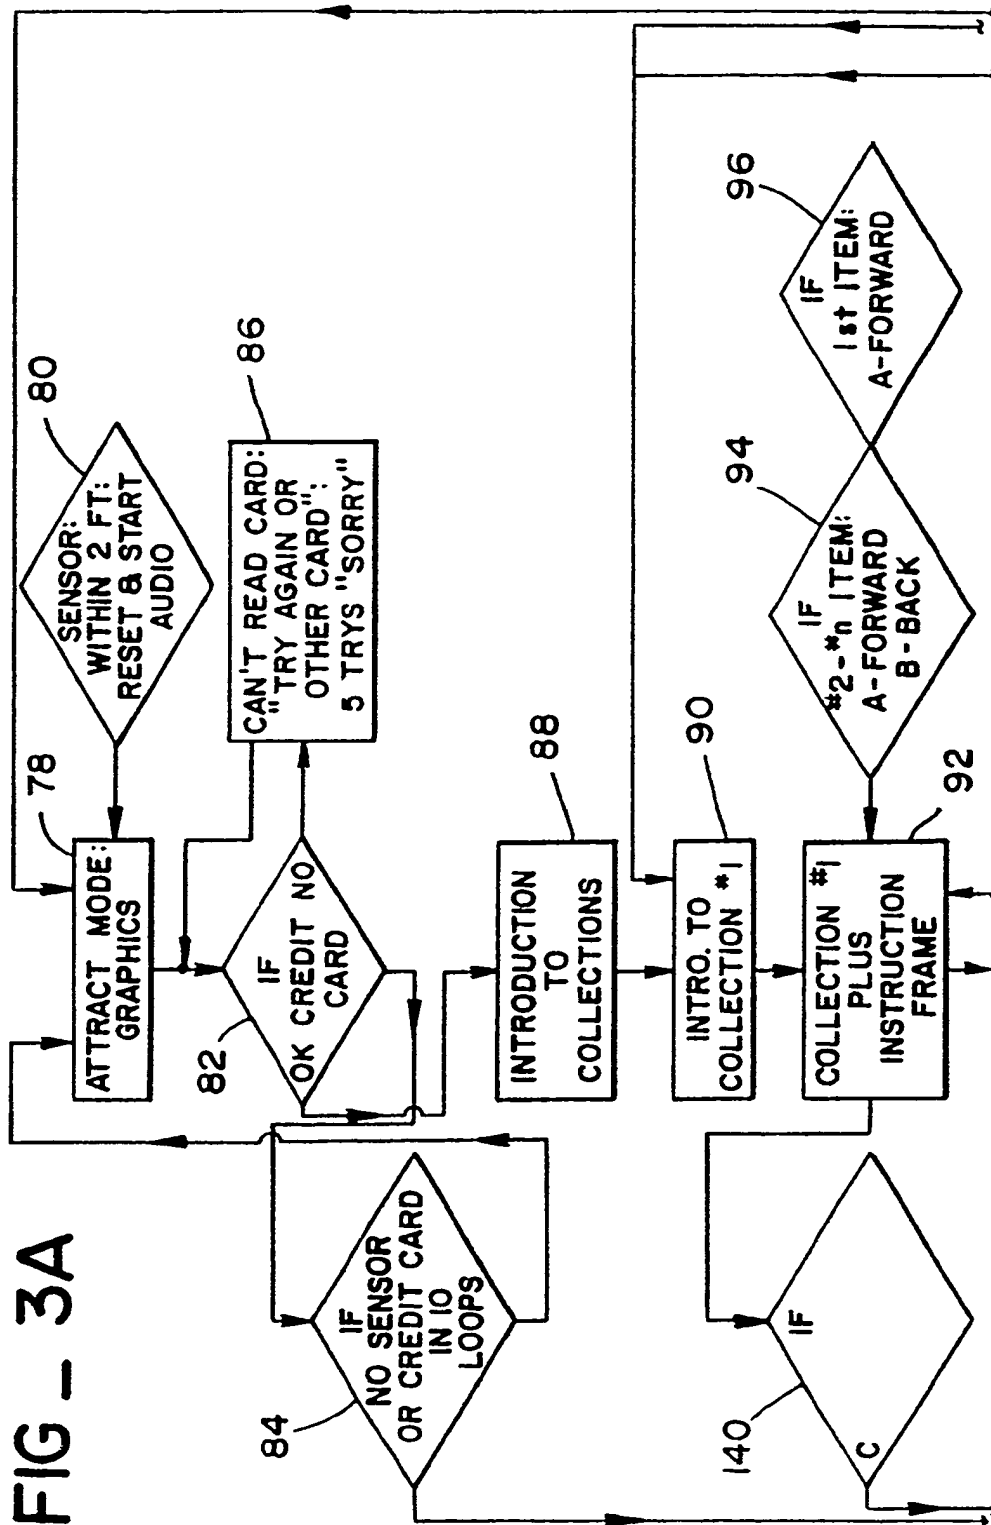 FIG - 3A
80
SENSOR:
WITHIN 2 FT:
RESET & START
AUDIO
78
ATTRACT MODE:
GRAPHICS
86
CAN'T READ CARD:
"TRY AGAIN OR
OTHER CARD":
5 TRYS "SORRY"
82
IF
OK CREDIT NO
CARD
84
IF
NO SENSOR
OR CREDIT CARD
IN 10
LOOPS
88
INTRODUCTION
TO
COLLECTIONS
90
INTRO. TO
COLLECTION #1
96
IF
1st ITEM:
A-FORWARD
94
IF
#2-#n ITEM:
A-FORWARD
B-BACK
92
COLLECTION #1
PLUS
INSTRUCTION
FRAME
140
IF
C